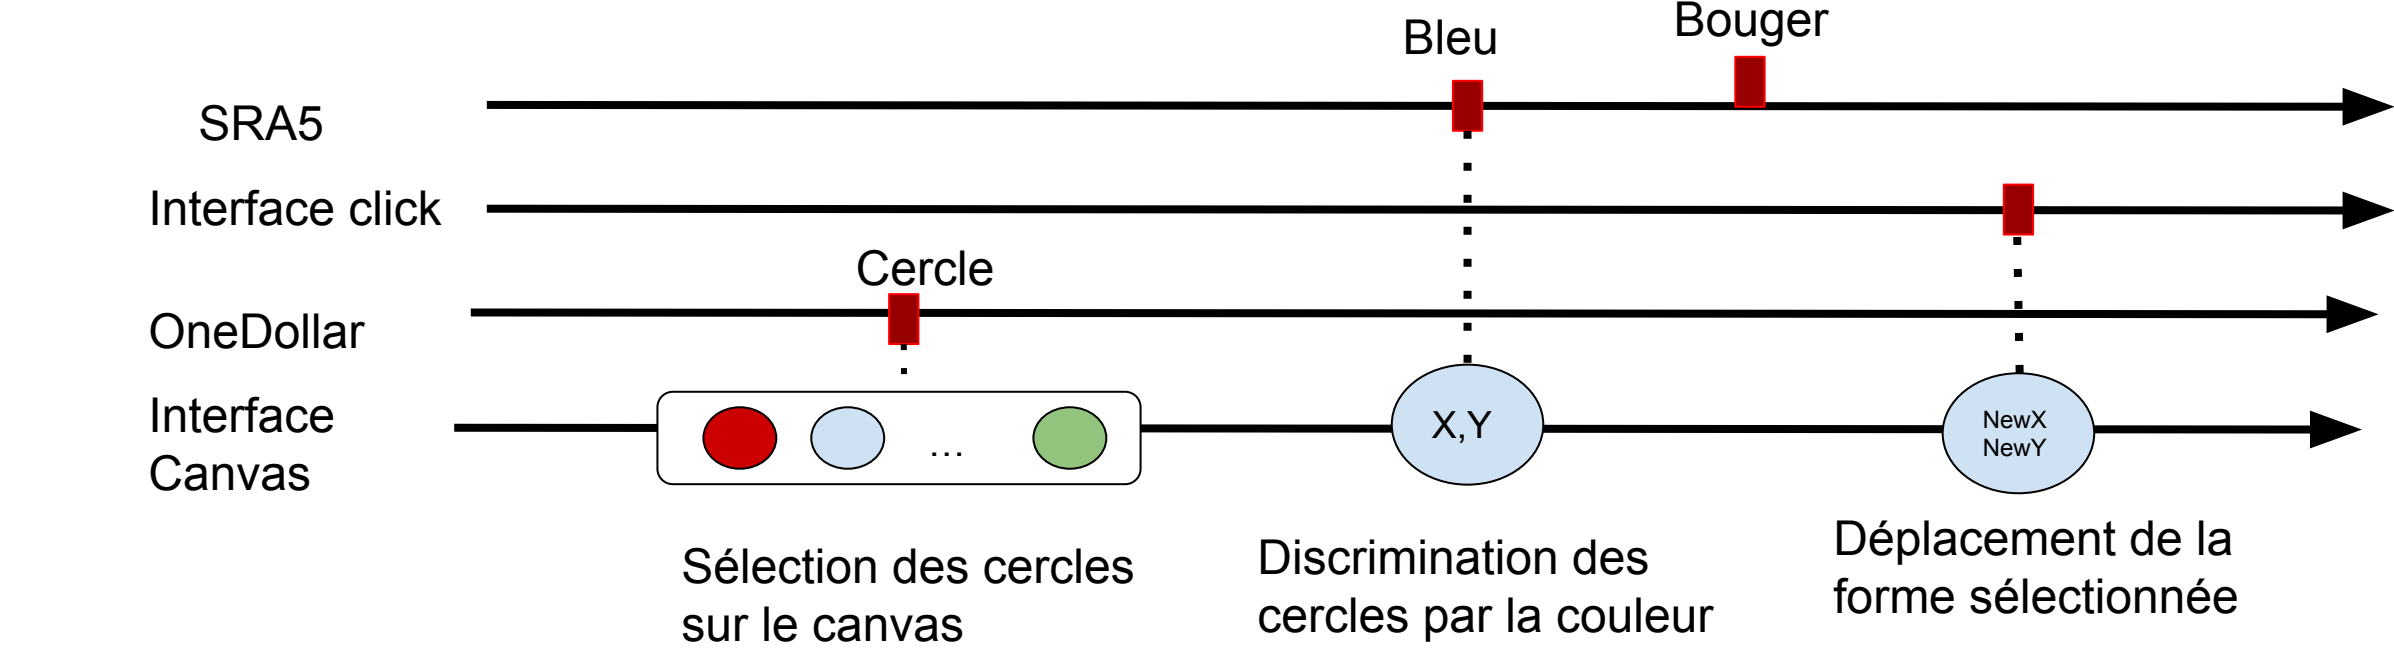 Bouger
Bleu
SRA5
Interface click
Cercle
OneDollar
Interface
Canvas
...
X,Y
NewX
NewY
Sélection des cercles
sur le canvas
Discrimination des
cercles par la couleur
Déplacement de la
forme sélectionnée